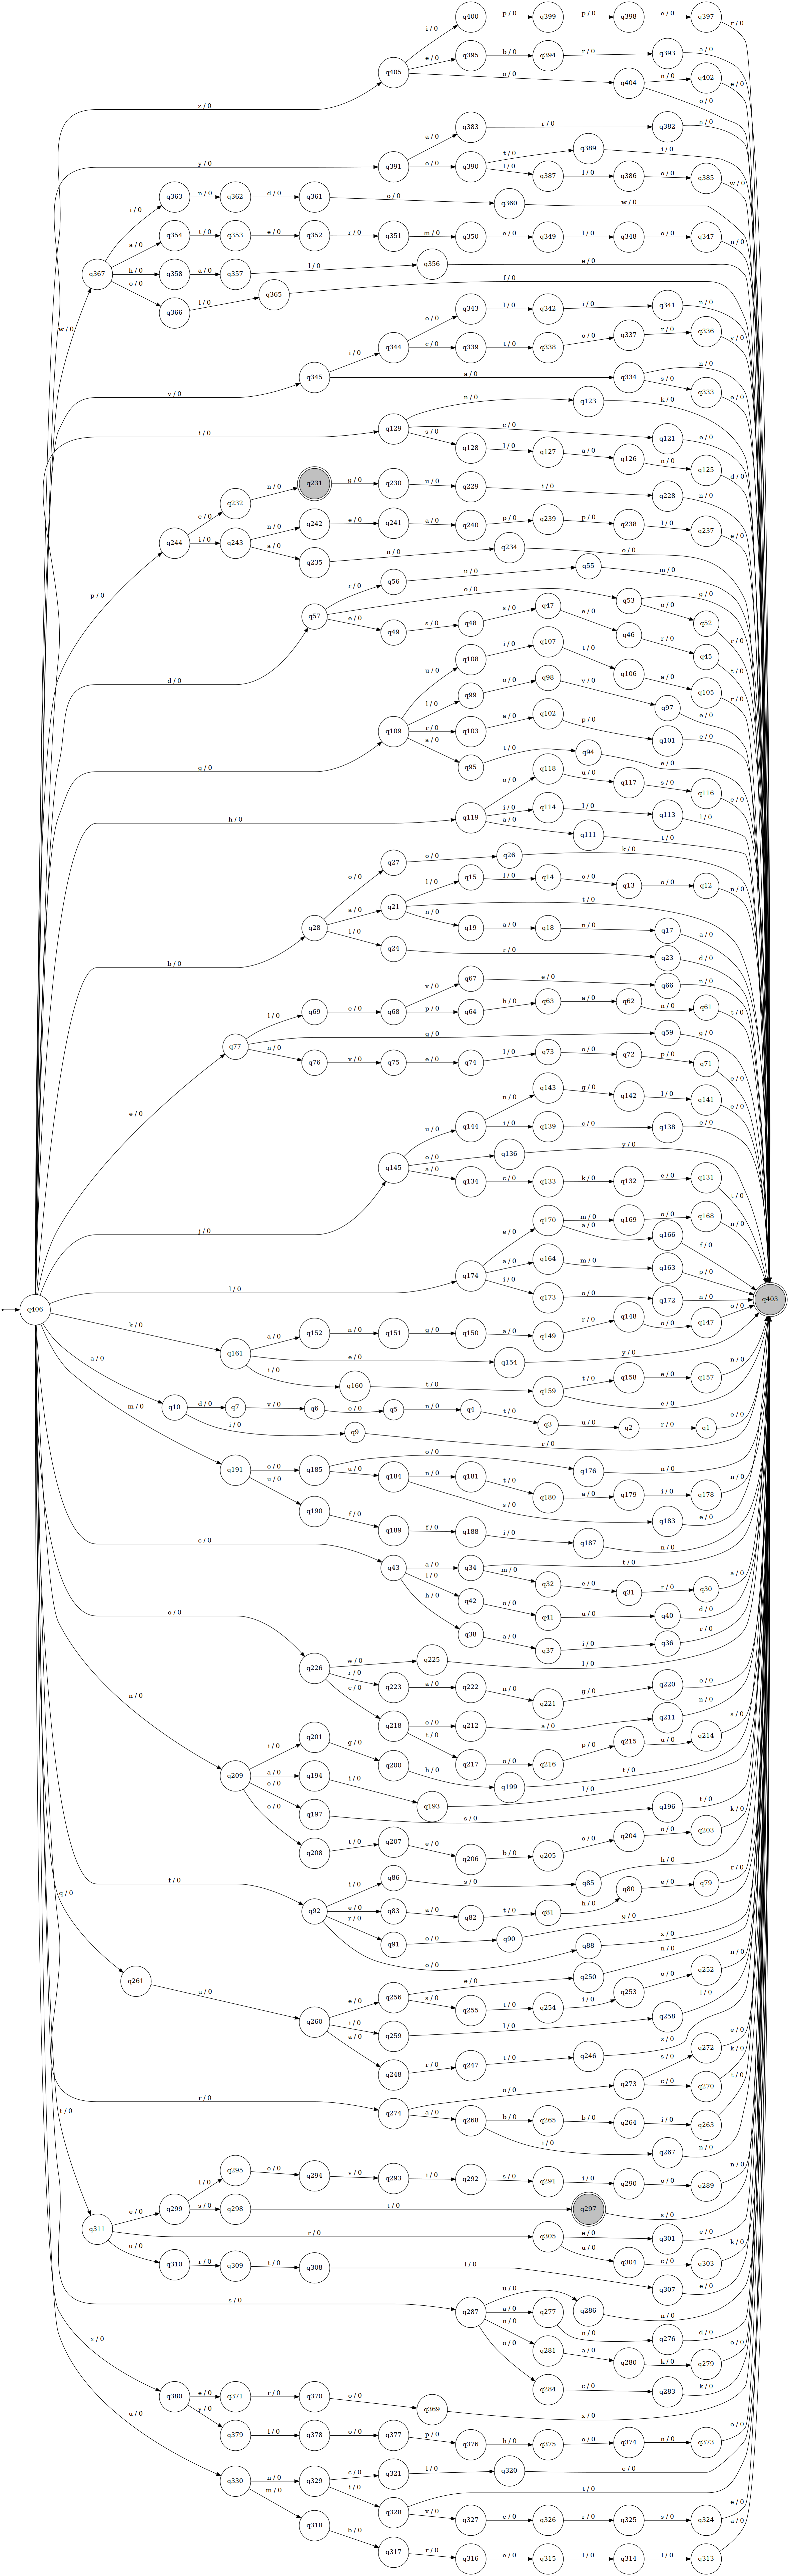 i / 0
q400
p / 0
q399
p / 0
q398
e / 0
q397
r / 0
q405
e / 0
q395
b / 0
q394
r / 0
q393
a / 0
o / 0
q404
n / 0
q402
e / 0
o / 0
z / 0
a / 0
q383
r / 0
q382
n / 0
y / 0
q391
e / 0
q390
t / 0
q389
i / 0
l / 0
q387
l / 0
q386
o / 0
q385
w / 0
i / 0
q363
n / 0
q362
d / 0
q361
o / 0
q360
w / 0
a / 0
q354
t / 0
q353
e / 0
q352
r / 0
q351
m / 0
q350
e / 0
q349
l / 0
q348
o / 0
q347
n / 0
w / 0
q367
h / 0
q358
a / 0
q357
l / 0
q356
e / 0
o / 0
q366
l / 0
q365
f / 0
v / 0
q345
i / 0
q344
o / 0
q343
l / 0
q342
i / 0
q341
n / 0
c / 0
q339
t / 0
q338
o / 0
q337
r / 0
q336
y / 0
a / 0
q334
n / 0
s / 0
q333
e / 0
i / 0
q129
n / 0
q123
k / 0
c / 0
q121
e / 0
s / 0
q128
l / 0
q127
a / 0
q126
n / 0
q125
d / 0
p / 0
q244
e / 0
q232
n / 0
q231
g / 0
q230
u / 0
q229
i / 0
q228
n / 0
i / 0
q243
n / 0
q242
e / 0
q241
a / 0
q240
p / 0
q239
p / 0
q238
l / 0
q237
e / 0
a / 0
q235
n / 0
q234
o / 0
d / 0
q57
r / 0
q56
u / 0
q55
m / 0
o / 0
q53
g / 0
o / 0
q52
r / 0
e / 0
q49
s / 0
q48
s / 0
q47
e / 0
q46
r / 0
q45
t / 0
g / 0
q109
u / 0
q108
i / 0
q107
t / 0
q106
a / 0
q105
r / 0
l / 0
q99
o / 0
q98
v / 0
q97
e / 0
r / 0
q103
a / 0
q102
p / 0
q101
e / 0
a / 0
q95
t / 0
q94
e / 0
h / 0
q119
o / 0
q118
u / 0
q117
s / 0
q116
e / 0
i / 0
q114
l / 0
q113
l / 0
a / 0
q111
t / 0
b / 0
q28
o / 0
q27
o / 0
q26
k / 0
a / 0
q21
l / 0
q15
l / 0
q14
o / 0
q13
o / 0
q12
n / 0
t / 0
n / 0
q19
a / 0
q18
n / 0
q17
a / 0
i / 0
q24
r / 0
q23
d / 0
e / 0
q77
l / 0
q69
e / 0
q68
v / 0
q67
e / 0
q66
n / 0
p / 0
q64
h / 0
q63
a / 0
q62
n / 0
q61
t / 0
g / 0
q59
g / 0
n / 0
q76
v / 0
q75
e / 0
q74
l / 0
q73
o / 0
q72
p / 0
q71
e / 0
j / 0
q145
u / 0
q144
n / 0
q143
g / 0
q142
l / 0
q141
e / 0
i / 0
q139
c / 0
q138
e / 0
o / 0
q136
y / 0
a / 0
q134
c / 0
q133
k / 0
q132
e / 0
q131
t / 0
l / 0
q174
e / 0
q170
m / 0
q169
o / 0
q168
n / 0
a / 0
q166
f / 0
a / 0
q164
m / 0
q163
p / 0
i / 0
q173
o / 0
q172
n / 0
q403
q406
k / 0
q161
a / 0
q152
n / 0
q151
g / 0
q150
a / 0
q149
r / 0
q148
o / 0
q147
o / 0
e / 0
q154
y / 0
i / 0
q160
t / 0
q159
t / 0
q158
e / 0
q157
n / 0
e / 0
a / 0
q10
d / 0
q7
v / 0
q6
e / 0
q5
n / 0
q4
t / 0
q3
u / 0
q2
r / 0
q1
e / 0
i / 0
q9
r / 0
m / 0
q191
o / 0
q185
o / 0
q176
n / 0
u / 0
q184
n / 0
q181
t / 0
q180
a / 0
q179
i / 0
q178
n / 0
s / 0
q183
e / 0
u / 0
q190
f / 0
q189
f / 0
q188
i / 0
q187
n / 0
c / 0
q43
a / 0
q34
t / 0
m / 0
q32
e / 0
q31
r / 0
q30
a / 0
l / 0
q42
o / 0
q41
u / 0
q40
d / 0
h / 0
q38
a / 0
q37
i / 0
q36
r / 0
o / 0
q226
w / 0
q225
l / 0
r / 0
q223
a / 0
q222
n / 0
q221
g / 0
q220
e / 0
c / 0
q218
e / 0
q212
a / 0
q211
n / 0
t / 0
q217
o / 0
q216
p / 0
q215
u / 0
q214
s / 0
n / 0
q209
i / 0
q201
g / 0
q200
h / 0
q199
t / 0
a / 0
q194
i / 0
q193
l / 0
e / 0
q197
s / 0
q196
t / 0
o / 0
q208
t / 0
q207
e / 0
q206
b / 0
q205
o / 0
q204
o / 0
q203
k / 0
f / 0
q92
i / 0
q86
s / 0
q85
h / 0
e / 0
q83
a / 0
q82
t / 0
q81
h / 0
q80
e / 0
q79
r / 0
r / 0
q91
o / 0
q90
g / 0
o / 0
q88
x / 0
q / 0
q261
u / 0
q260
e / 0
q256
e / 0
q250
n / 0
s / 0
q255
t / 0
q254
i / 0
q253
o / 0
q252
n / 0
i / 0
q259
l / 0
q258
l / 0
a / 0
q248
r / 0
q247
t / 0
q246
z / 0
r / 0
q274
o / 0
q273
s / 0
q272
e / 0
c / 0
q270
k / 0
a / 0
q268
b / 0
q265
b / 0
q264
i / 0
q263
t / 0
i / 0
q267
n / 0
t / 0
q311
e / 0
q299
l / 0
q295
e / 0
q294
v / 0
q293
i / 0
q292
s / 0
q291
i / 0
q290
o / 0
q289
n / 0
s / 0
q298
t / 0
q297
s / 0
r / 0
q305
e / 0
q301
e / 0
u / 0
q304
c / 0
q303
k / 0
u / 0
q310
r / 0
q309
t / 0
q308
l / 0
q307
e / 0
s / 0
q287
u / 0
q286
n / 0
a / 0
q277
n / 0
q276
d / 0
n / 0
q281
a / 0
q280
k / 0
q279
e / 0
o / 0
q284
c / 0
q283
k / 0
x / 0
q380
e / 0
q371
r / 0
q370
o / 0
q369
x / 0
y / 0
q379
l / 0
q378
o / 0
q377
p / 0
q376
h / 0
q375
o / 0
q374
n / 0
q373
e / 0
u / 0
q330
n / 0
q329
c / 0
q321
l / 0
q320
e / 0
i / 0
q328
t / 0
v / 0
q327
e / 0
q326
r / 0
q325
s / 0
q324
e / 0
m / 0
q318
b / 0
q317
r / 0
q316
e / 0
q315
l / 0
q314
l / 0
q313
a / 0